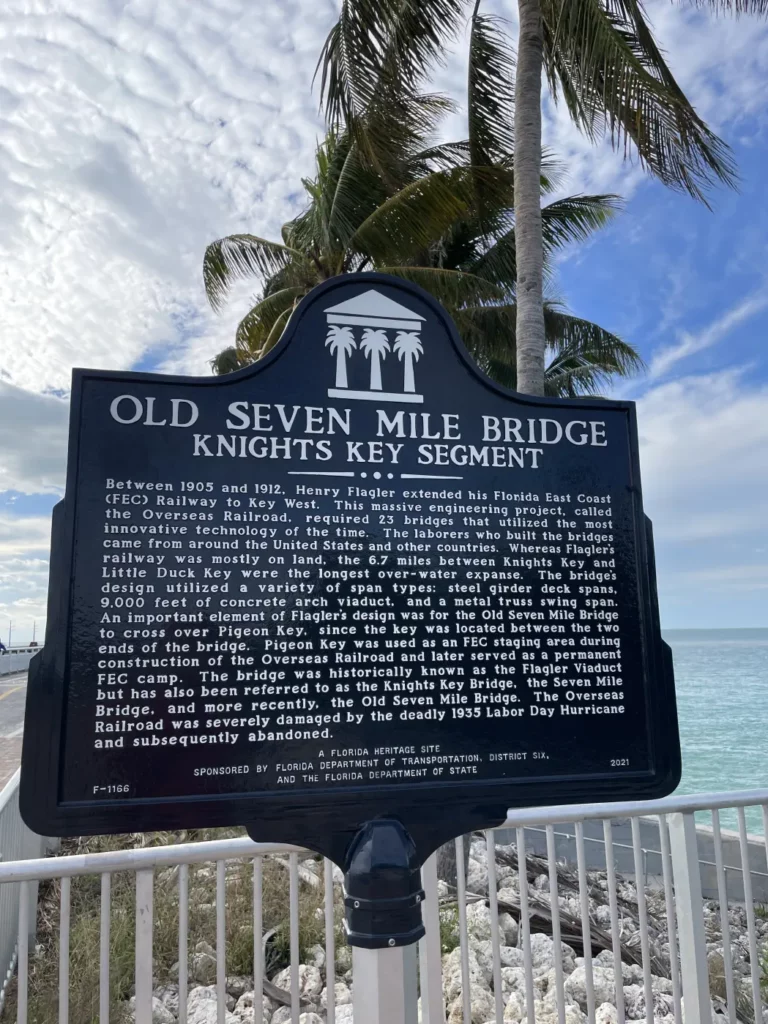 OLD SEVEN MILE BRIDGE
KNIGHTS KEY SEGMENT
Between 1905 and 1912, Henry Flagler extended his Florida East Coast
(FEC) Railway to Key West. This massive engineering project, called
the Overseas Railroad, required 23 bridges that utilized the most
innovative technology of the time. The laborers who built the bridges
came from around the United States and other countries. Whereas Flagler's
railway was mostly on land, the 6.7 miles between Knights Key and
Little Duck Key were the longest over-water expanse. The bridge's
design utilized a variety of span types: steel girder deck spans,
9,000 feet of concrete arch viaduct, and a metal truss swing span.
An important element of Flagler's design was for the Old Seven Mile Bridge
to cross over Pigeon Key, since the key was located between the two
ends of the bridge. Pigeon Key was used as an FEC staging area during
construction of the Overseas Railroad and later served as a permanent
FEC camp. The bridge was historically known as the Flagler Viaduct
but has also been referred to as the Knights Key Bridge, the Seven Mile
Bridge, and more recently, the Old Seven Mile Bridge. The Overseas
Railroad was severely damaged by the deadly 1935 Labor Day Hurricane
and subsequently abandoned.
A FLORIDA HERITAGE SITE
SPONSORED BY FLORIDA DEPARTMENT OF TRANSPORTATION, DISTRICT SIX,
AND THE FLORIDA DEPARTMENT OF STATE
F-1166
2021